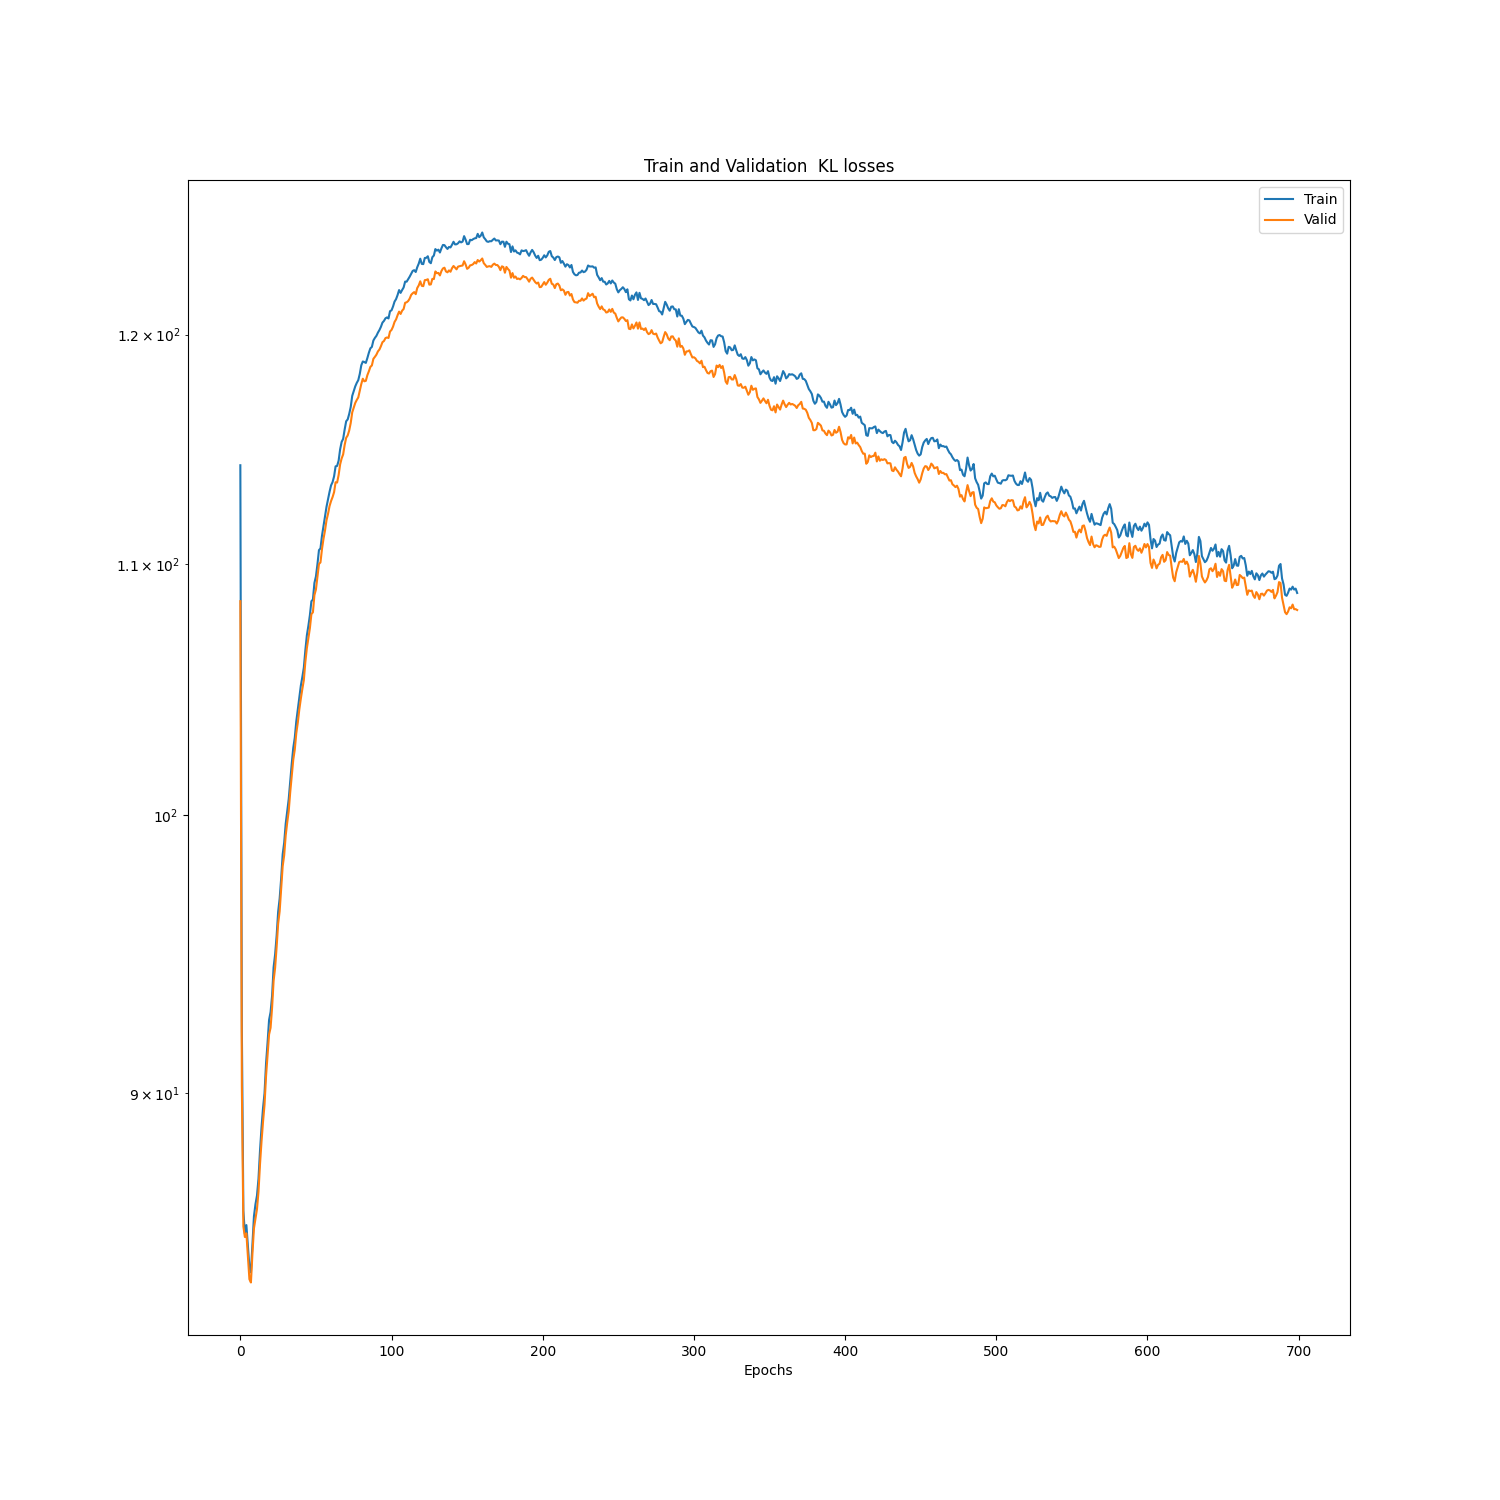 Train and Validation  KL losses
Train
Valid
1.2 × 10²
1.1 × 10²
10²
9 × 10¹
0 100 200 300 400 500 600 700
Epochs